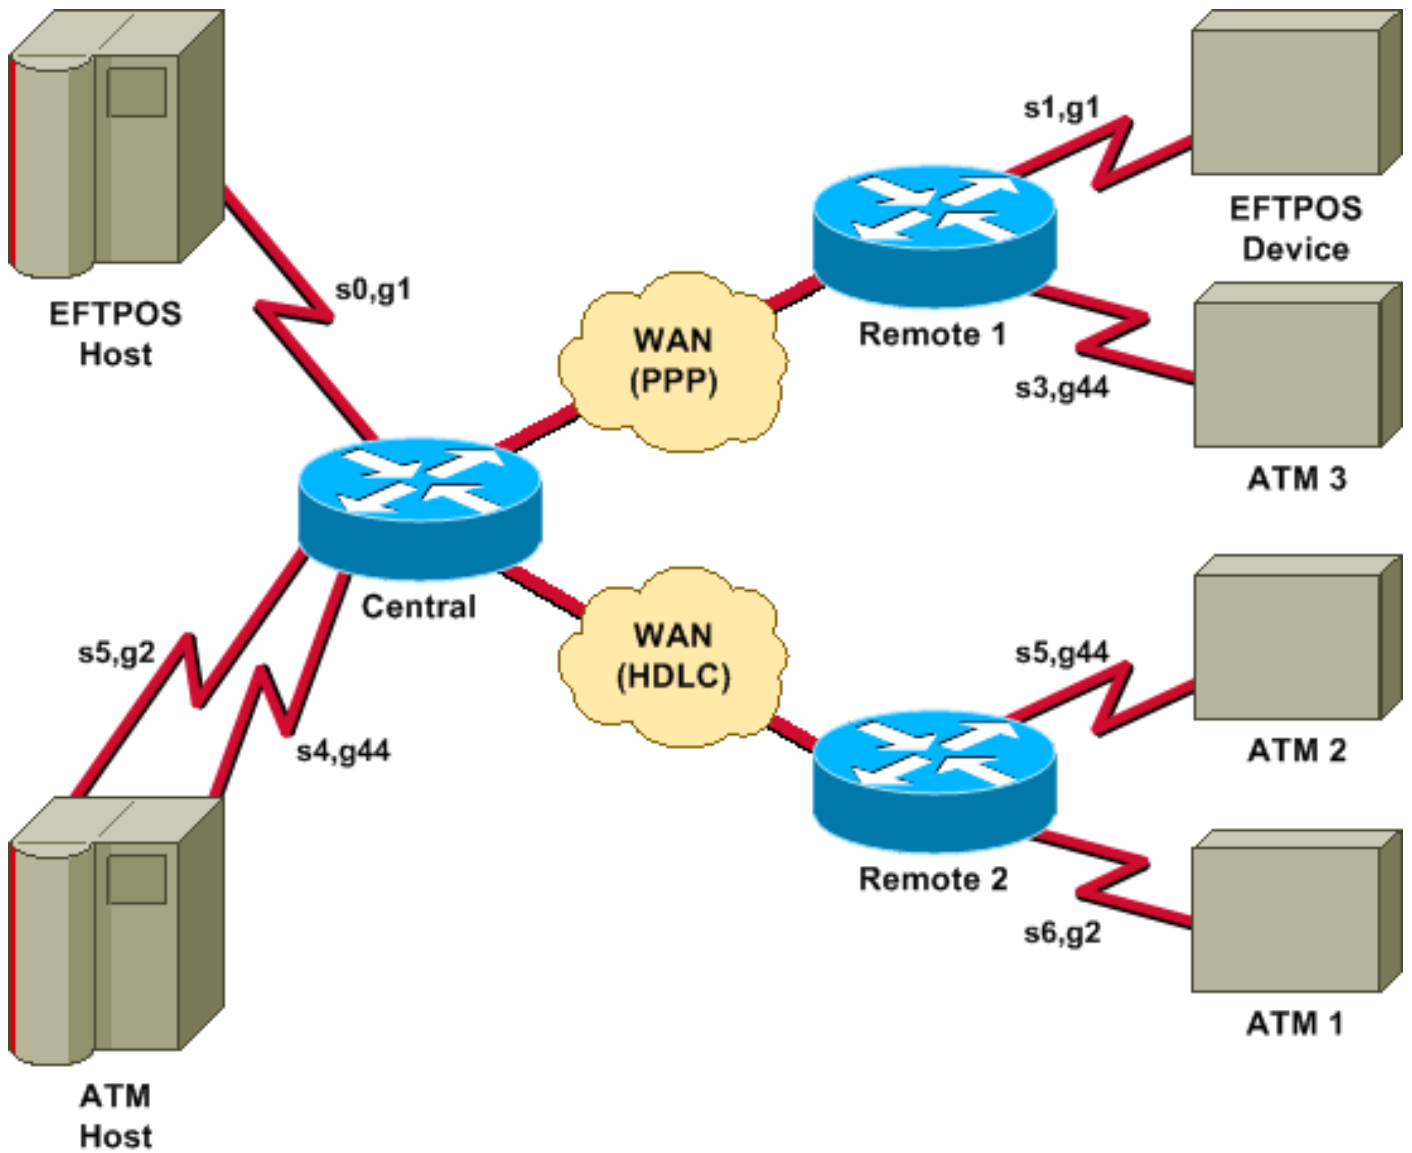 s1,g1
EFTPOS
Device
s0,g1
EFTPOS
Host
WAN
(PPP)
Remote 1
s3,g44
ATM 3
Central
s5,g2
s4,g44
WAN
(HDLC)
s5,g44
ATM 2
Remote 2
s6,g2
ATM 1
ATM
Host